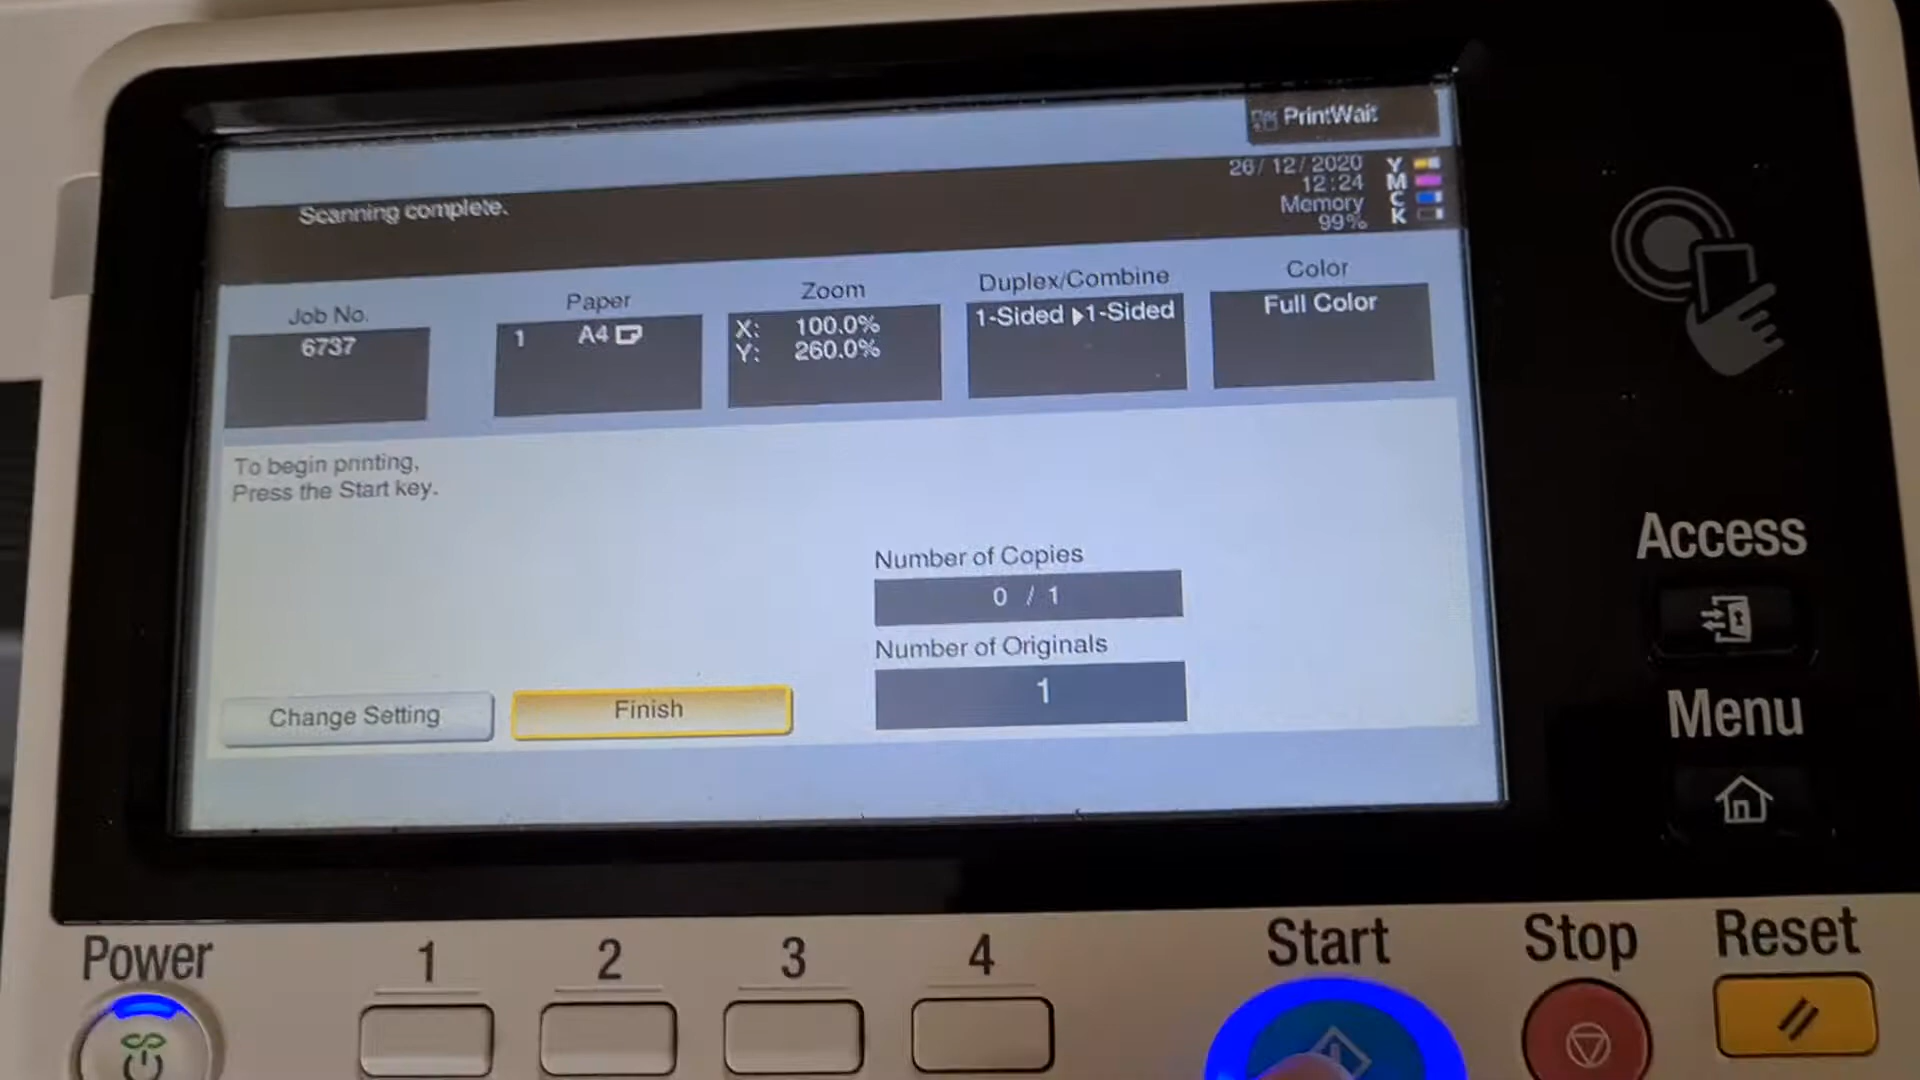 PrintWait
26/12/2020
12:24
Memory
99%
Y
M
C
K
Scanning complete.
Job No.
6737
Paper
1 A4
Zoom
X: 100.0%
Y: 260.0%
Duplex/Combine
1-Sided ▶1-Sided
Color
Full Color
To begin printing,
Press the Start key.
Number of Copies
0 / 1
Number of Originals
1
Change Setting
Finish
Access
Menu
Power
1
2
3
4
Start
Stop
Reset